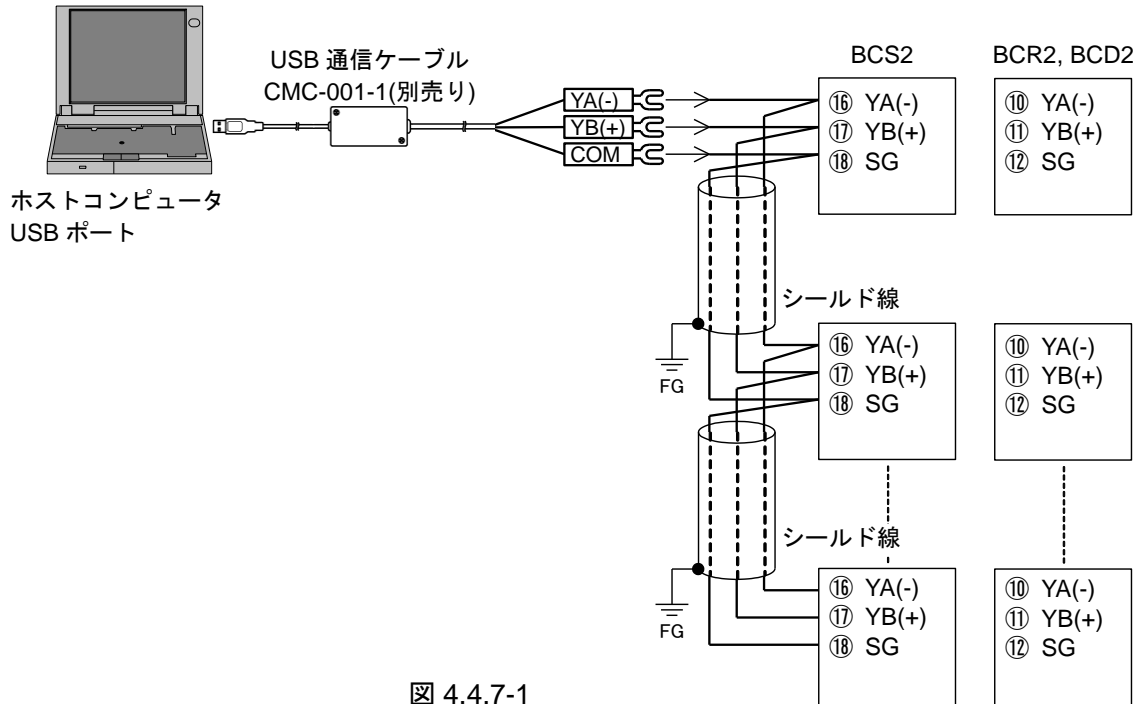 USB 通信ケーブル
CMC-001-1(別売り)
YA(-)
YB(+)
COM
ホストコンピュータ
USB ポート
BCS2
⑯ YA(-)
⑰ YB(+)
⑱ SG
BCR2, BCD2
⑩ YA(-)
⑪ YB(+)
⑫ SG
シールド線
FG
⑯ YA(-)
⑰ YB(+)
⑱ SG
⑩ YA(-)
⑪ YB(+)
⑫ SG
シールド線
FG
⑯ YA(-)
⑰ YB(+)
⑱ SG
⑩ YA(-)
⑪ YB(+)
⑫ SG
図 4.4.7-1